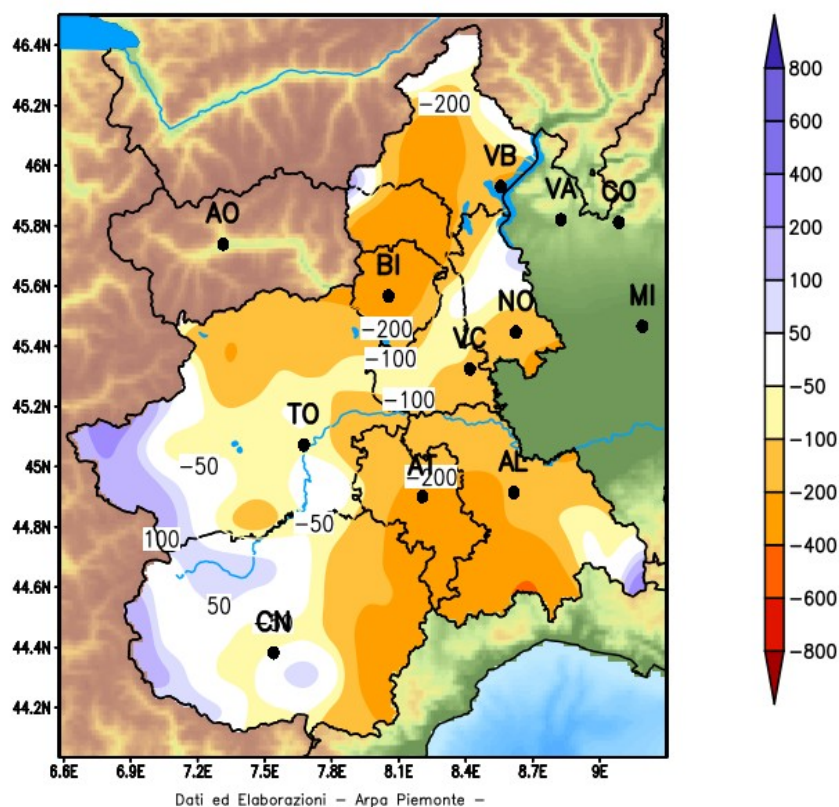 46.4N
800
600
-200
46.2N
VB
400
46N
VA
CO
AO
200
45.8N
100
BI
45.6N
50
NO
MI
-200
VC
-50
45.4N
-100
-100
-100
45.2N
TO
-200
-50
AT
AL
45N
-200
-400
44.8N
-50
100
-600
44.6N
50
CN
-800
44.4N
44.2N
6.6E 6.9E 7.2E 7.5E 7.8E 8.1E 8.4E 8.7E 9E
Dati ed Elaborazioni - Arpa Piemonte -